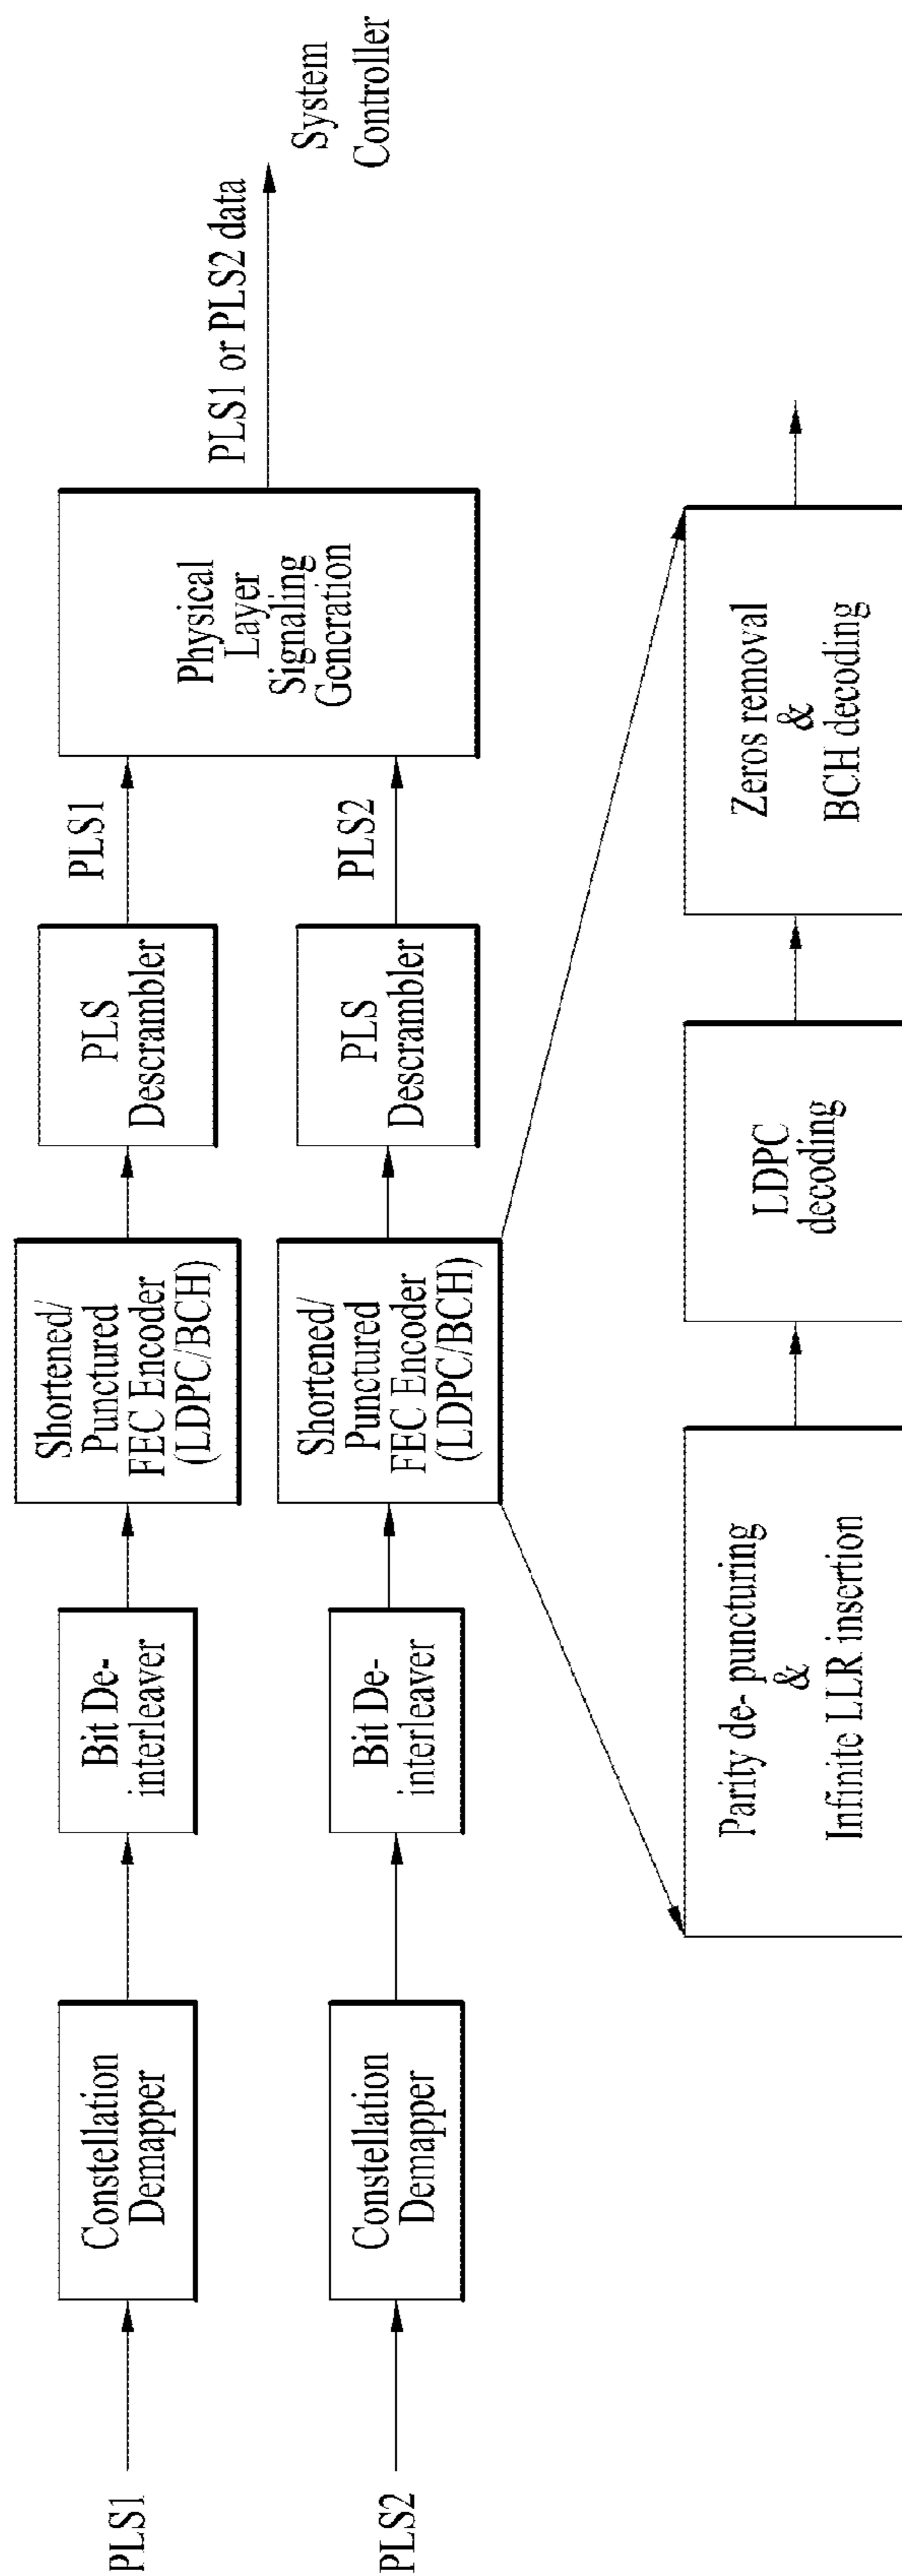 PLS1
Constellation
Demapper
Bit De-
interleaver
Shortened/
Punctured
FEC Encoder
(LDPC/BCH)
PLS
Descrambler
PLS1
Physical
Layer
Signaling
Generation
PLS1 or PLS2 data
System
Controller
PLS2
Constellation
Demapper
Bit De-
interleaver
Shortened/
Punctured
FEC Encoder
(LDPC/BCH)
PLS
Descrambler
PLS2
Parity de- puncturing
&
Infinite LLR insertion
LDPC
decoding
Zeros removal
&
BCH decoding